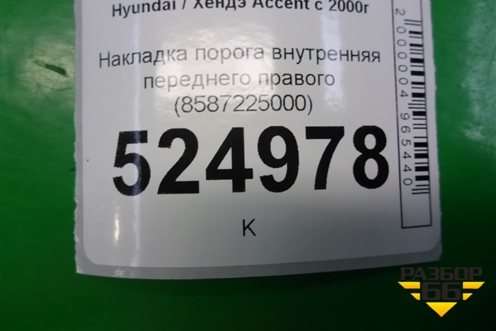 Hyundai / Хендэ Accent с 2000г
Накладка порога внутренняя
переднего правого
(8587225000)
524978
К
2000004965440
РАЗБОР
66